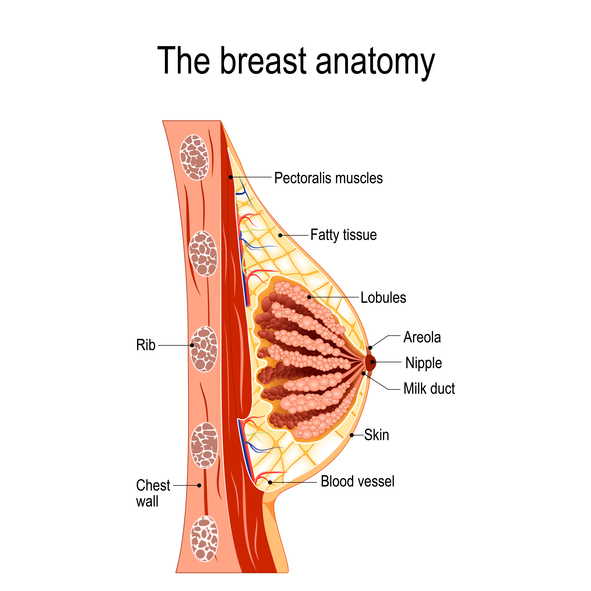 The breast anatomy
Pectoralis muscles
Fatty tissue
Lobules
Areola
Rib
Nipple
Milk duct
Skin
Blood vessel
Chest
wall